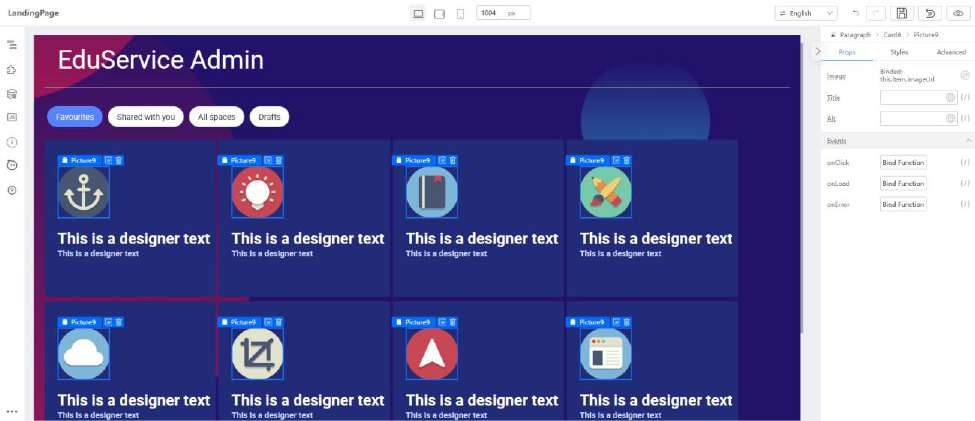 LandingPage
1004 px
English
Paragraph > Card6 > Picture9
Props Styles Advanced
EduService Admin
Image Binded: this.item.image.id
Title
Alt
Favourites Shared with you All spaces Drafts
Events
onClick Bind Function
onLoad Bind Function
onError Bind Function
Picture9 Picture9 Picture9 Picture9
This is a designer text This is a designer text This is a designer text This is a designer text
This is a designer text This is a designer text This is a designer text This is a designer text
Picture9 Picture9 Picture9 Picture9
This is a designer text This is a designer text This is a designer text This is a designer text
This is a designer text This is a designer text This is a designer text This is a designer text